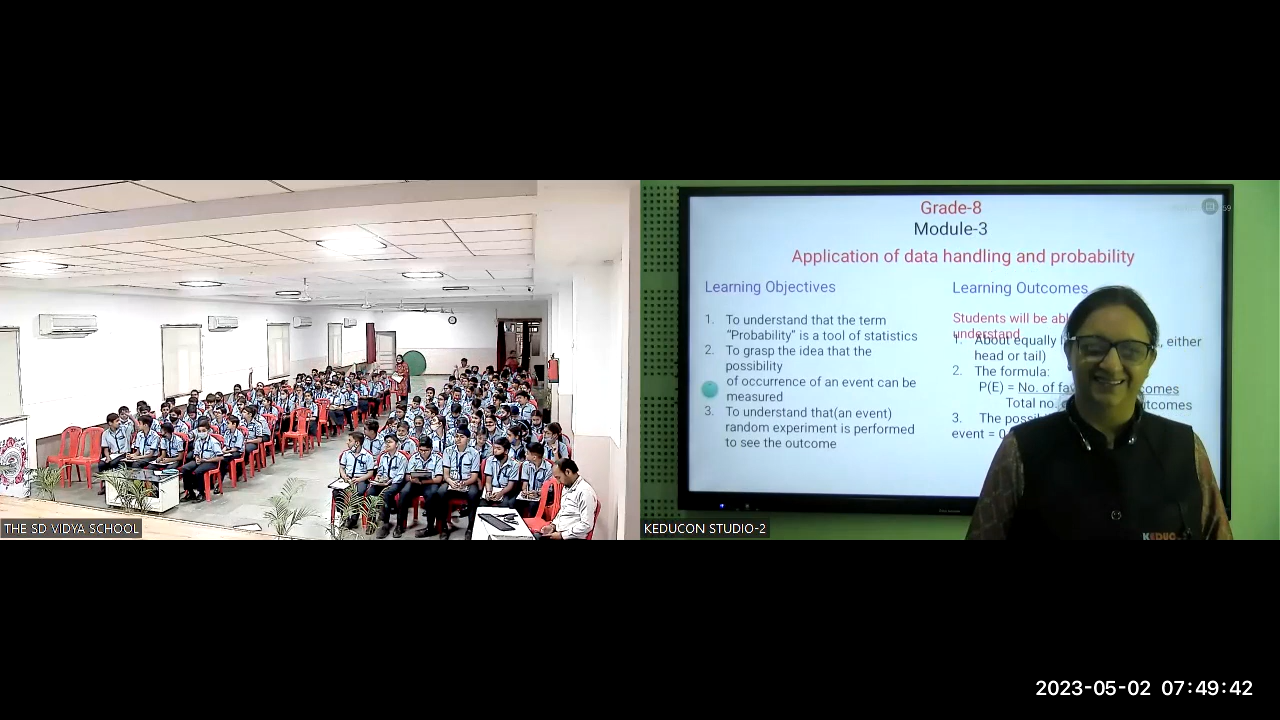 Grade-8
Module-3
Application of data handling and probability
Learning Objectives
1. To understand that the term
"Probability" is a tool of statistics
2. To grasp the idea that the
possibility
of occurrence of an event can be
measured
3. To understand that(an event)
random experiment is performed
to see the outcome
Learning Outcomes
Students will be
understand
1. About equally either
head or tail)
2. The formula:
P(E) = No. of
Total no.
3. The
event = 0
THE SD VIDYA SCHOOL
KEDUCON STUDIO-2
2023-05-02 07:49:42